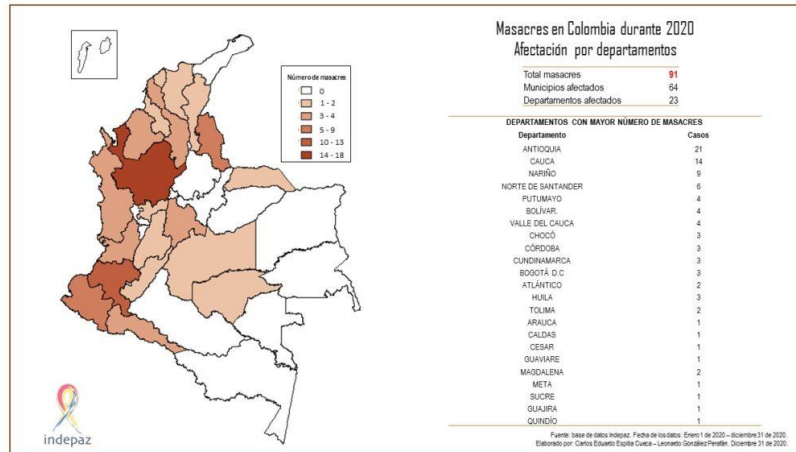 Masacres en Colombia durante 2020
Afectación por departamentos
Total masacres 91
Municipios afectados 64
Departamentos afectados 23
DEPARTAMENTOS CON MAYOR NÚMERO DE MASACRES
Departamento Casos
ANTIOQUIA 21
CAUCA 14
NARIÑO 9
NORTE DE SANTANDER 6
PUTUMAYO 4
BOLÍVAR. 4
VALLE DEL CAUCA 4
CHOCÓ 3
CÓRDOBA 3
CUNDINAMARCA 3
BOGOTÁ D.C 3
ATLÁNTICO 2
HUILA 3
TOLIMA 2
ARAUCA 1
CALDAS 1
CESAR 1
GUAVIARE 1
MAGDALENA 2
META 1
SUCRE 1
GUAJIRA 1
QUINDÍO 1
Fuente: base de datos Indepaz. Fecha de los datos: Enero 1 de 2020 – diciembre 31 de 2020.
Elaborado por: Carlos Eduardo Espitia Cueca – Leonardo González Perafán. Diciembre 31 de 2020.
Número de masacres
0
1 - 2
3 - 4
5 - 9
10 - 13
14 - 18
indepaz